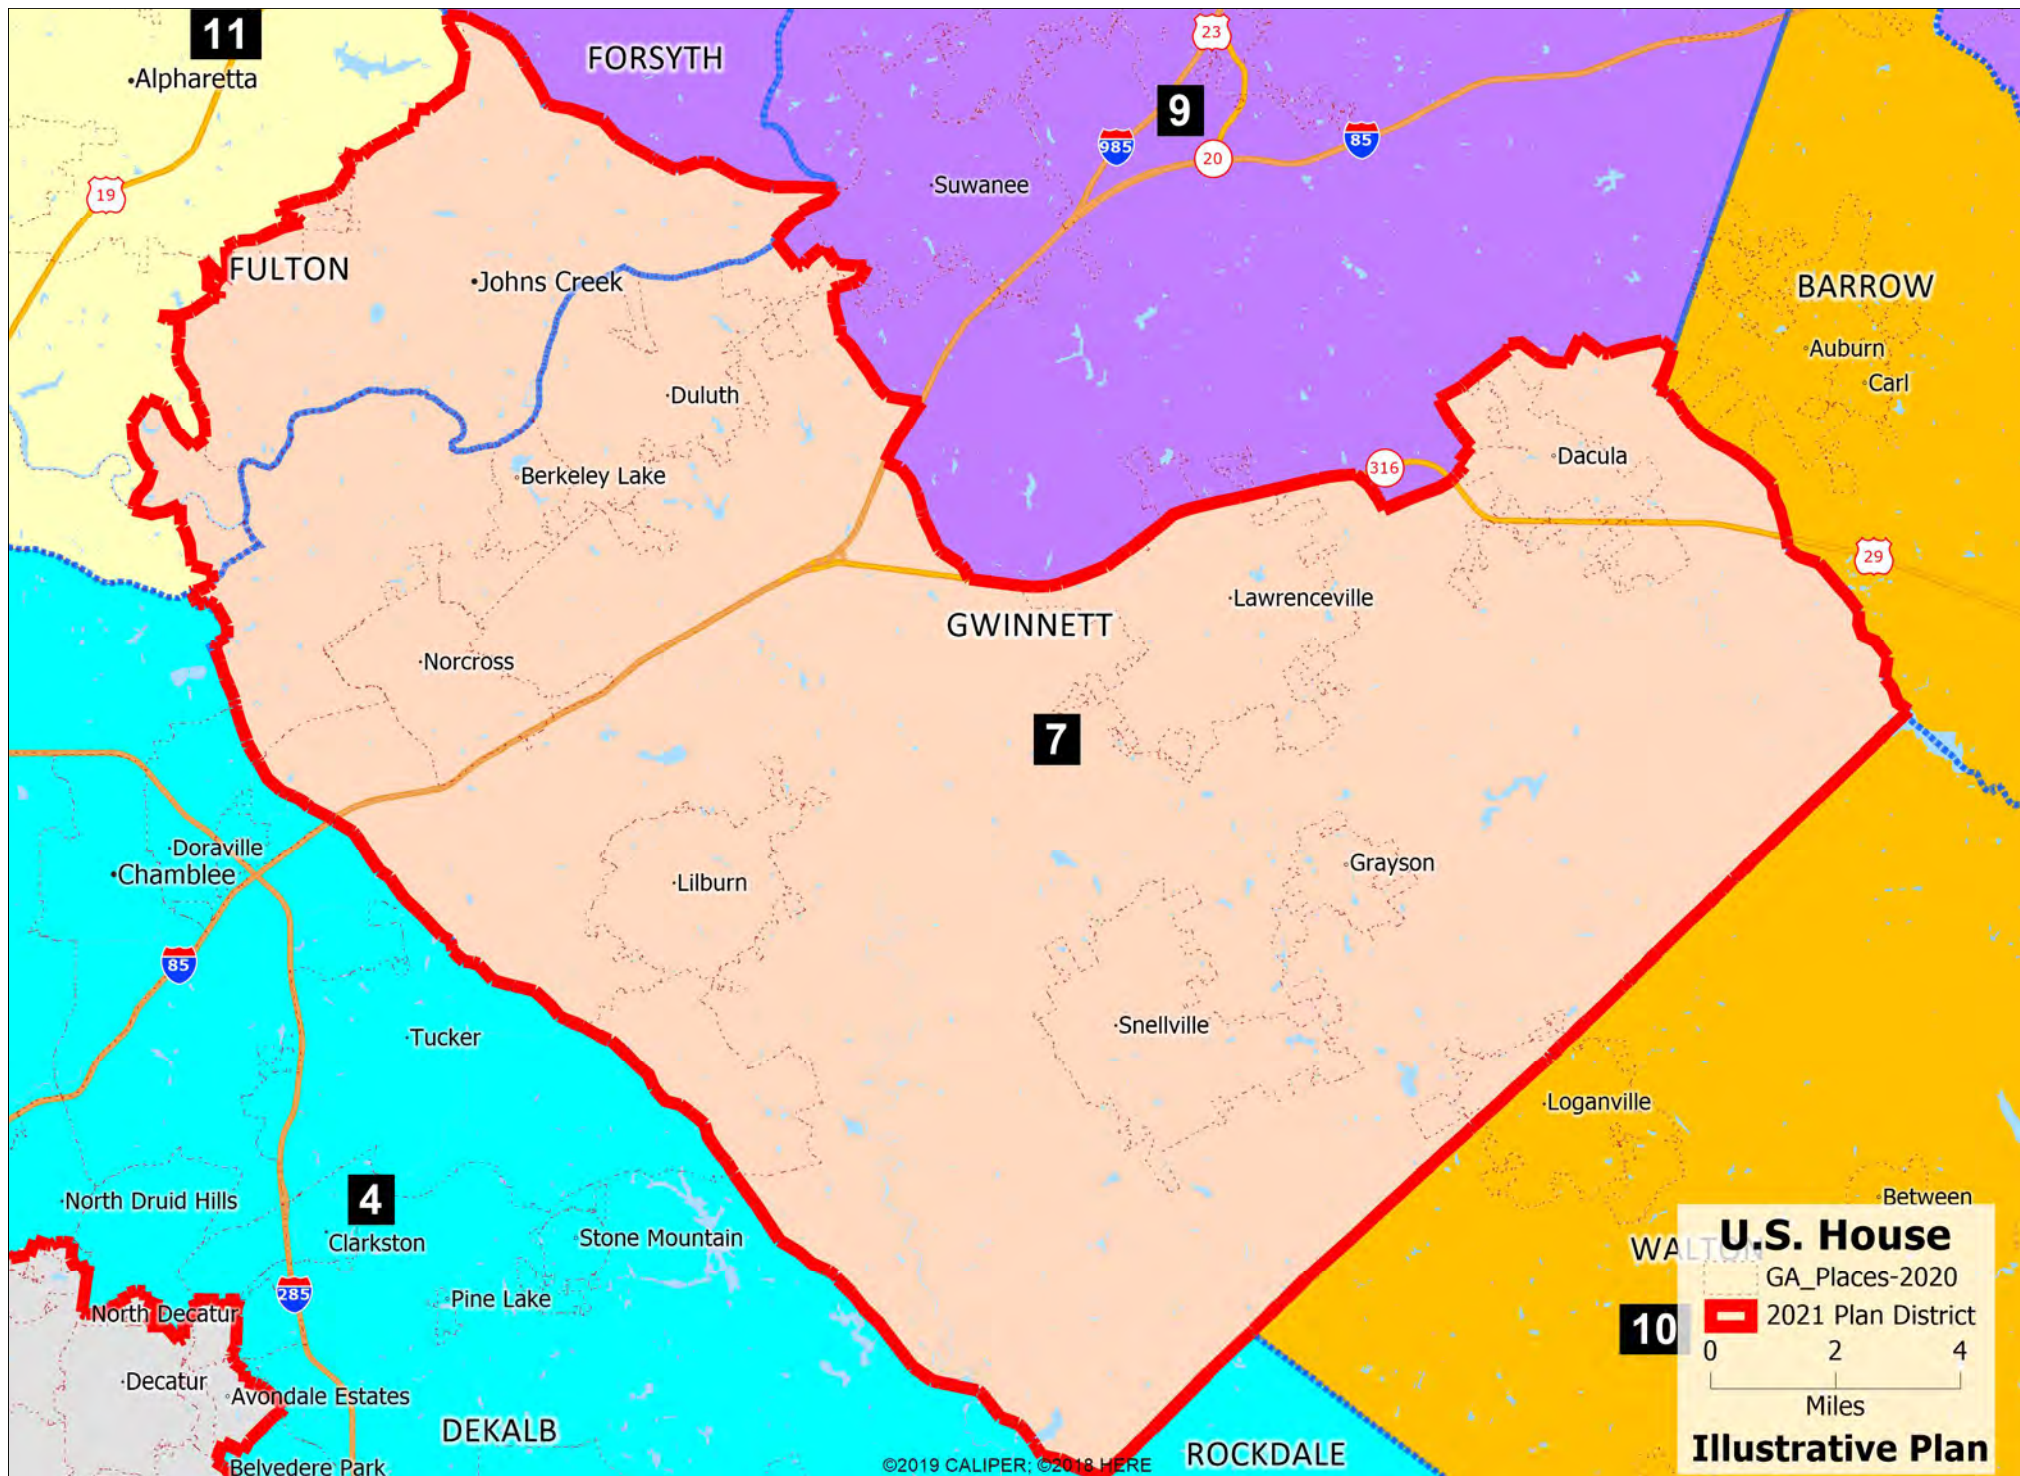 11
FORSYTH
23
Alpharetta
9
985
85
20
19
Suwanee
FULTON
Johns Creek
BARROW
Auburn
Carl
Duluth
Berkeley Lake
316
Dacula
29
Lawrenceville
GWINNETT
Norcross
7
Doraville
Chamblee
Grayson
Lilburn
85
Snellville
Tucker
Loganville
4
North Druid Hills
Between
Clarkston
Stone Mountain
WALTON
U.S. House
GA_Places-2020
285
Pine Lake
North Decatur
10
2021 Plan District
0 2 4
Decatur
Avondale Estates
Miles
DEKALB
ROCKDALE
Illustrative Plan
Belvedere Park
©2019 CALIPER; ©2018 HERE